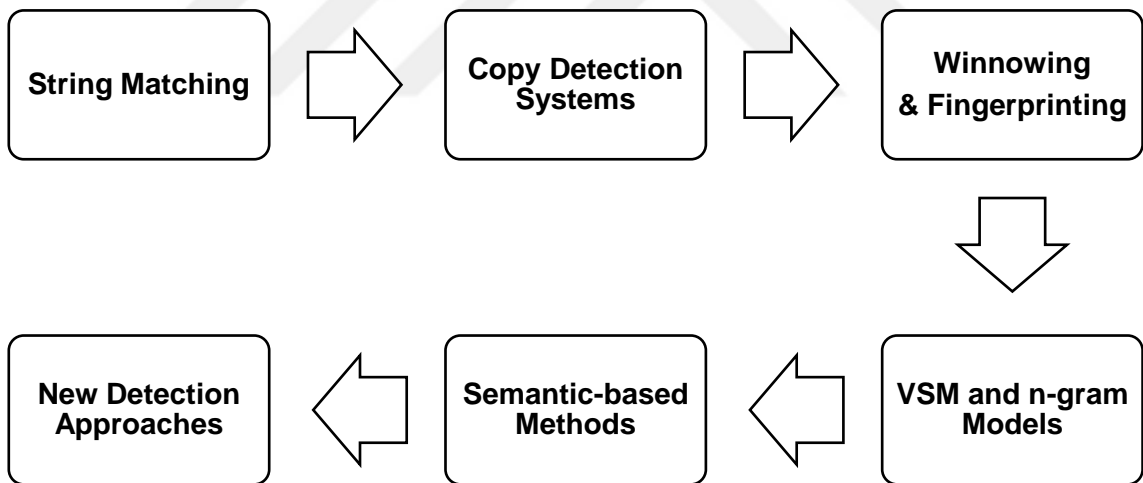 String Matching
Copy Detection
Systems
Winnowing
& Fingerprinting
VSM and n-gram
Models
Semantic-based
Methods
New Detection
Approaches